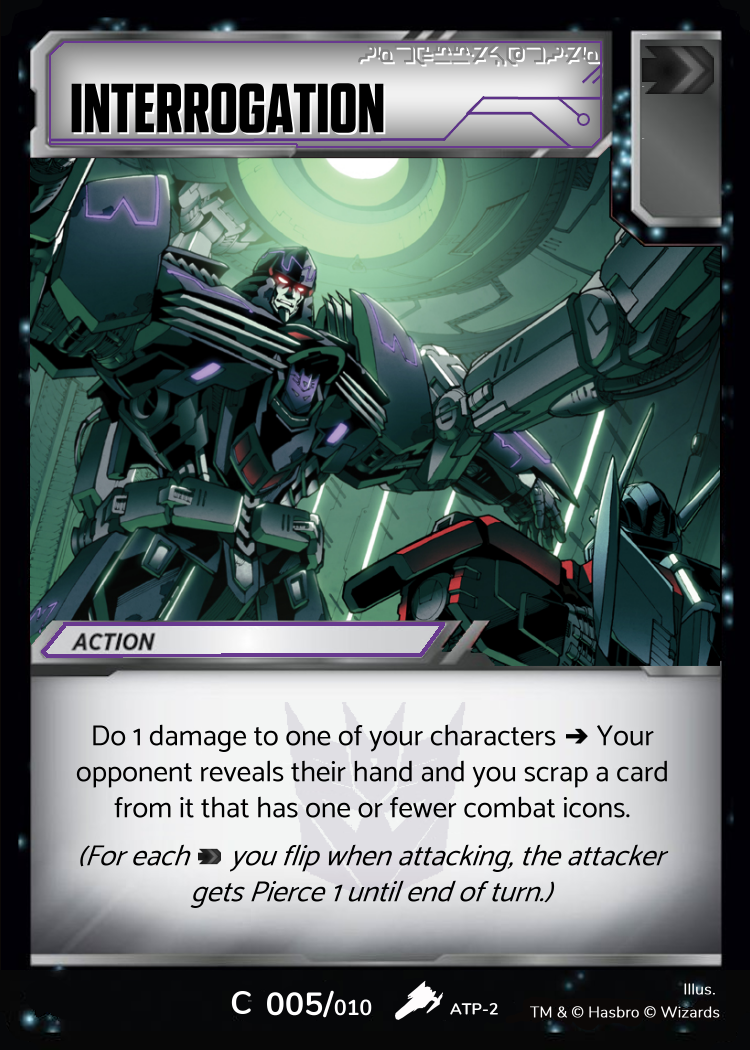 INTERROGATION
ACTION
Do 1 damage to one of your characters ➔ Your
opponent reveals their hand and you scrap a card
from it that has one or fewer combat icons.
(For each you flip when attacking, the attacker
gets Pierce 1 until end of turn.)
C 005/010 ATP-2
Illus.
TM & © Hasbro © Wizards